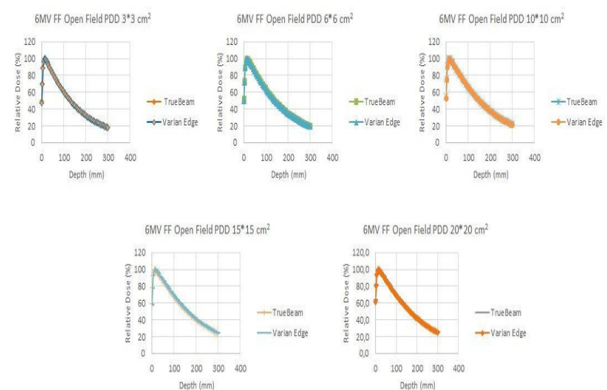 6MV FF Open Field PDD 3*3 cm²
120
100
80
60
40
20
0
0 100 200 300 400
Relative Dose (%)
Depth (mm)
TrueBeam
Varian Edge
6MV FF Open Field PDD 6*6 cm²
120
100
80
60
40
20
0
0 100 200 300 400
Relative Dose (%)
Depth (mm)
TrueBeam
Varian Edge
6MV FF Open Field PDD 10*10 cm²
120
100
80
60
40
20
0
0 100 200 300 400
Relative Dose (%)
Depth (mm)
TrueBeam
Varian Edge
6MV FF Open Field PDD 15*15 cm²
120
100
80
60
40
20
0
0 100 200 300 400
Relative Dose (%)
Depth (mm)
TrueBeam
Varian Edge
6MV FF Open Field PDD 20*20 cm²
120,0
100,0
80,0
60,0
40,0
20,0
0,0
0 100 200 300 400
Relative Dose (%)
Depth (mm)
TrueBeam
Varian Edge